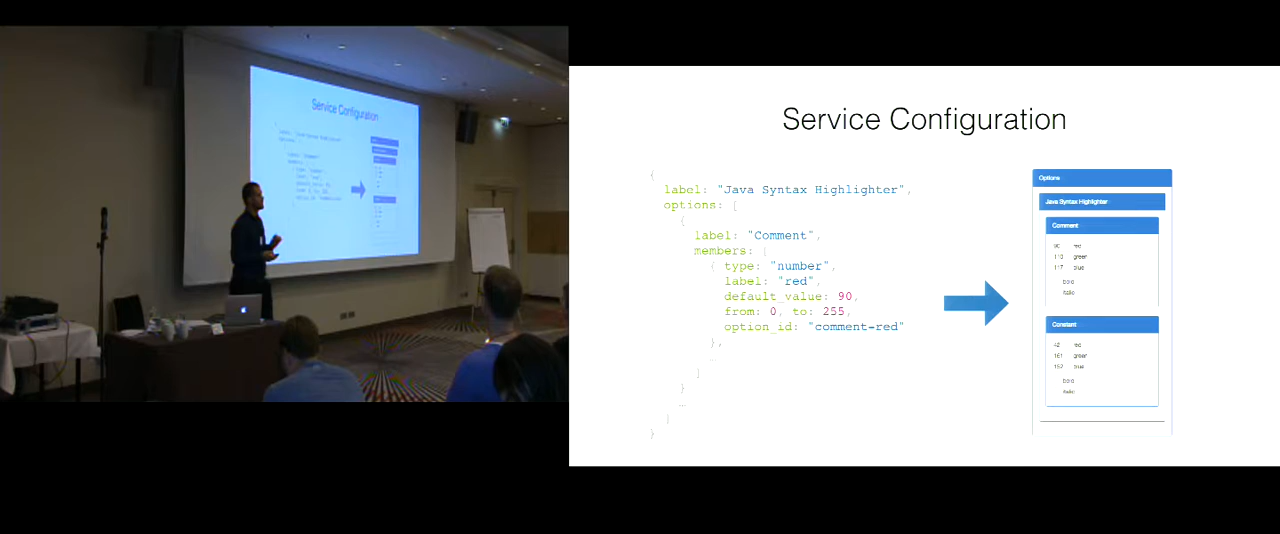 Service Configuration
{
label: "Java Syntax Highlighter",
options: [
{
label: "Comment",
members: [
{ type: "number",
label: "red",
default_value: 90,
from: 0, to: 255,
option_id: "comment-red"
},
…
]
}
…
]
}
Options
Java Syntax Highlighter
Comment
90 red
113 green
117 blue
bold
italic
Constant
42 red
161 green
152 blue
bold
italic
Service Configuration